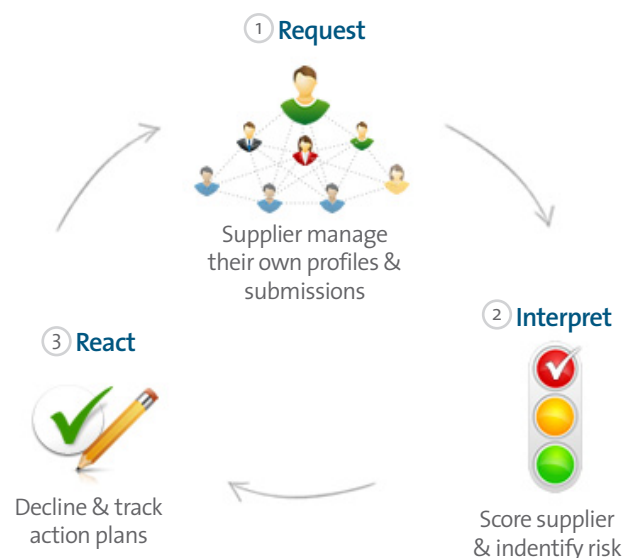 1 Request
Supplier manage
their own profiles &
submissions
2 Interpret
Score supplier
& indentify risk
3 React
Decline & track
action plans